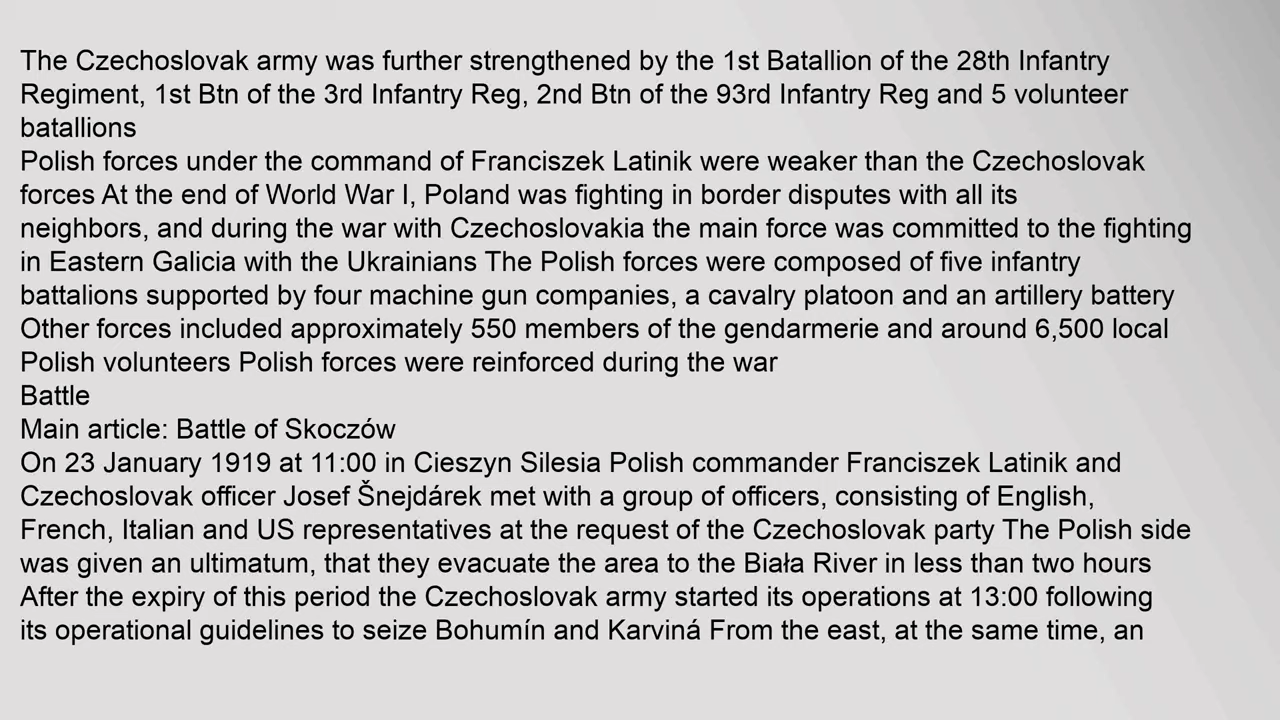 The Czechoslovak army was further strengthened by the 1st Batallion of the 28th Infantry
Regiment, 1st Btn of the 3rd Infantry Reg, 2nd Btn of the 93rd Infantry Reg and 5 volunteer
batallions
Polish forces under the command of Franciszek Latinik were weaker than the Czechoslovak
forces At the end of World War I, Poland was fighting in border disputes with all its
neighbors, and during the war with Czechoslovakia the main force was committed to the fighting
in Eastern Galicia with the Ukrainians The Polish forces were composed of five infantry
battalions supported by four machine gun companies, a cavalry platoon and an artillery battery
Other forces included approximately 550 members of the gendarmerie and around 6,500 local
Polish volunteers Polish forces were reinforced during the war
Battle
Main article: Battle of Skoczów
On 23 January 1919 at 11:00 in Cieszyn Silesia Polish commander Franciszek Latinik and
Czechoslovak officer Josef Šnejdárek met with a group of officers, consisting of English,
French, Italian and US representatives at the request of the Czechoslovak party The Polish side
was given an ultimatum, that they evacuate the area to the Biała River in less than two hours
After the expiry of this period the Czechoslovak army started its operations at 13:00 following
its operational guidelines to seize Bohumín and Karviná From the east, at the same time, an